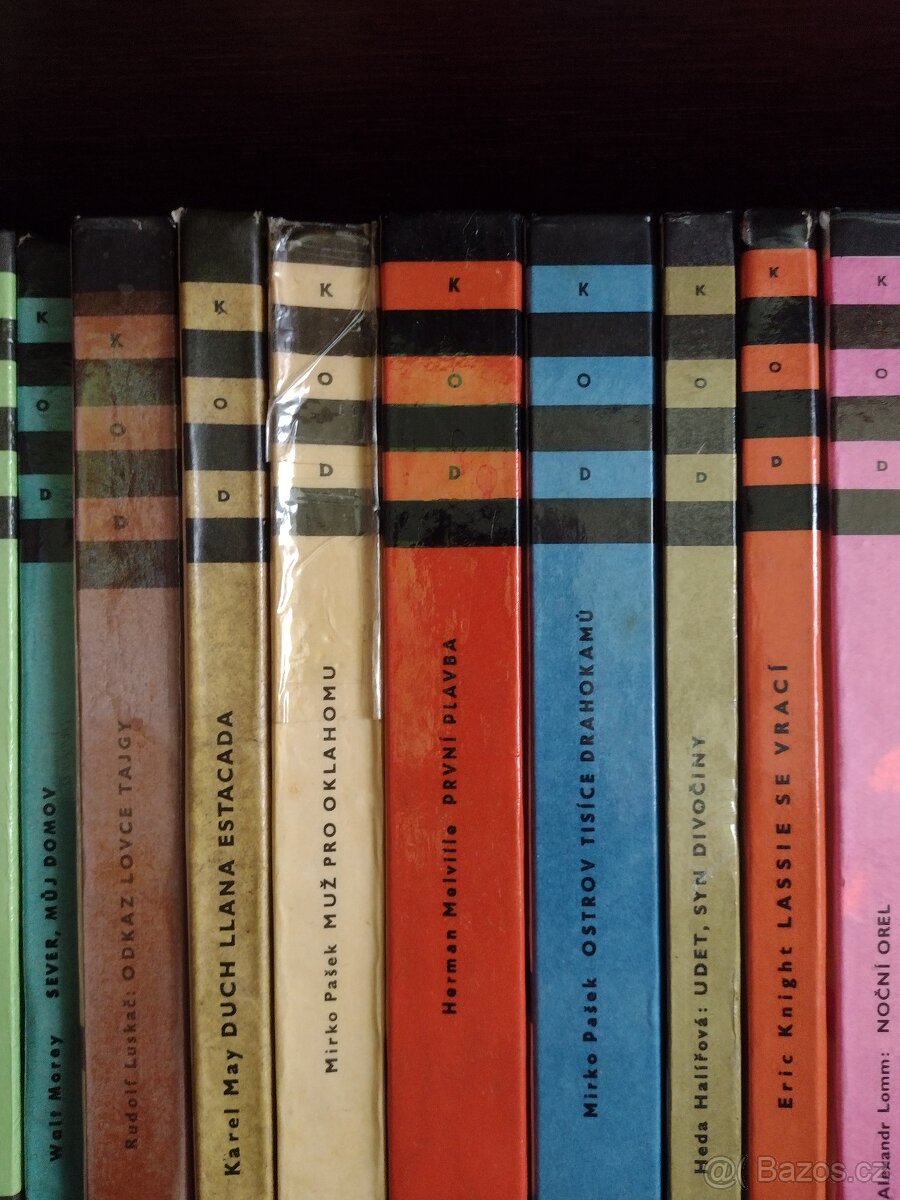 K
O
D
Walt Morey SEVER, MŮJ DOMOV
K
O
D
Rudolf Luskač: ODKAZ LOVCE TAJGY
K
O
D
Karel May DUCH LLANA ESTACADA
K
O
D
Mirko Pašek MUŽ PRO OKLAHOMU
K
O
D
Herman Melville PRVNÍ PLAVBA
K
O
D
Mirko Pašek OSTROV TISÍCE DRAHOKAMŮ
K
O
D
Heda Halířová: UDET, SYN DIVOČINY
K
O
D
Eric Knight LASSIE SE VRACÍ
K
O
D
Alexandr Lomm: NOČNÍ OREL
@ Bazos.cz